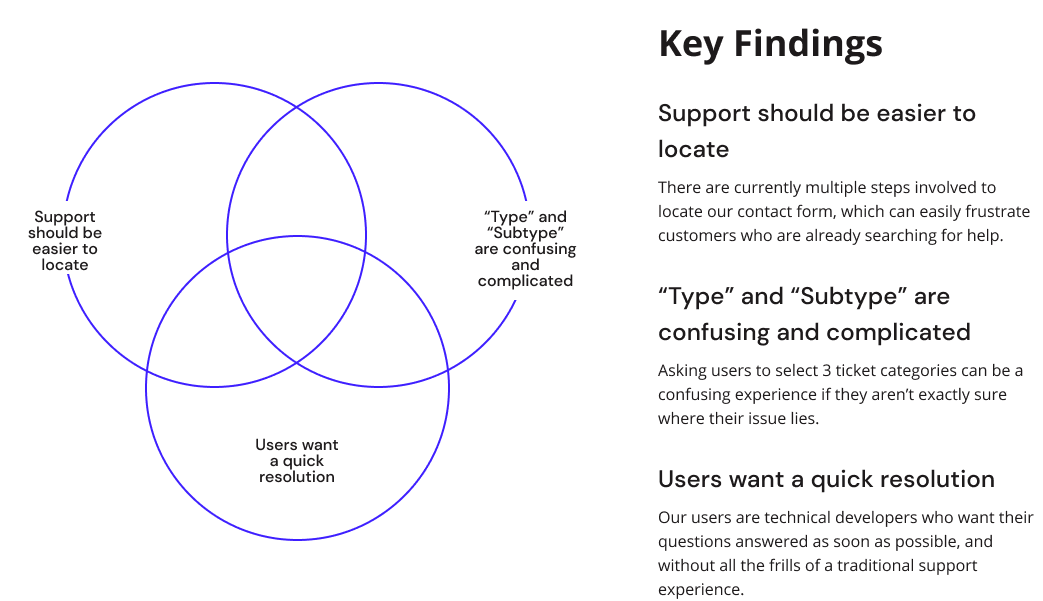 Support
should be
easier to
locate
“Type” and
“Subtype”
are confusing
and
complicated
Users want
a quick
resolution
Key Findings
Support should be easier to
locate
There are currently multiple steps involved to
locate our contact form, which can easily frustrate
customers who are already searching for help.
“Type” and “Subtype” are
confusing and complicated
Asking users to select 3 ticket categories can be a
confusing experience if they aren’t exactly sure
where their issue lies.
Users want a quick resolution
Our users are technical developers who want their
questions answered as soon as possible, and
without all the frills of a traditional support
experience.